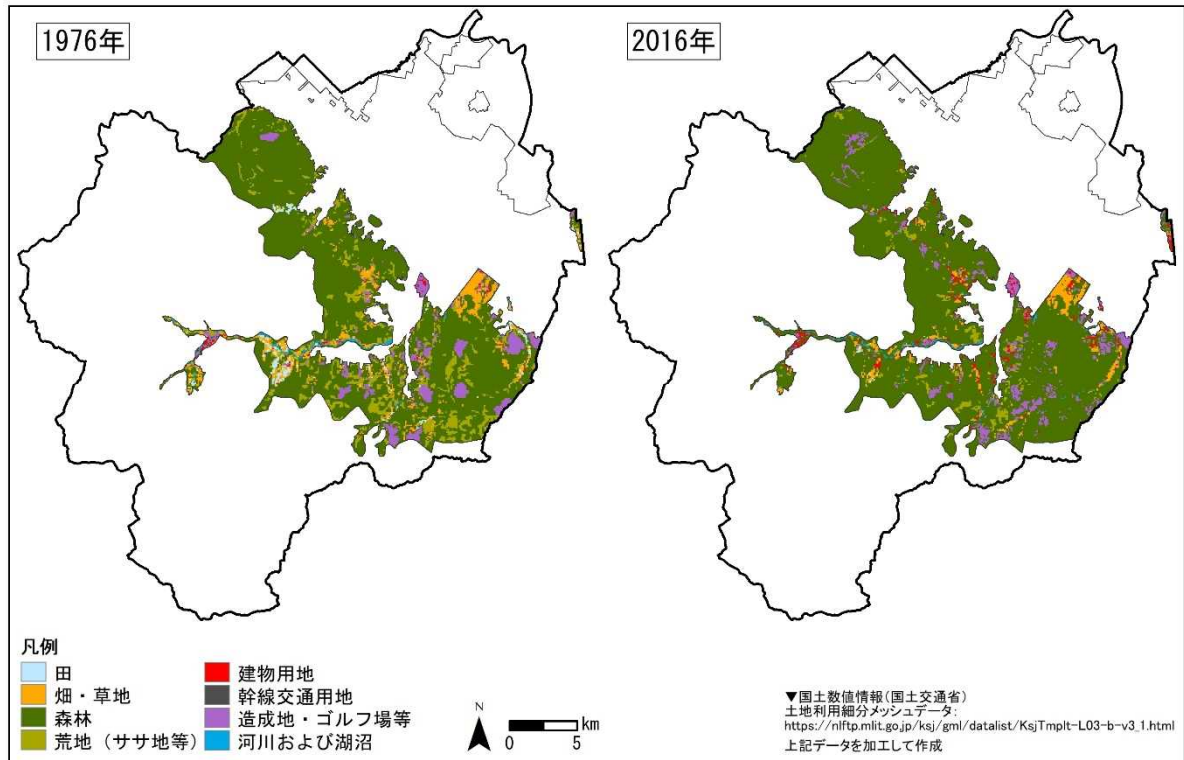 1976年
2016年
凡例
田
畑・草地
森林
荒地（ササ地等）
建物用地
幹線交通用地
造成地・ゴルフ場等
河川および湖沼
N
km
0 5
▼国土数値情報（国土交通省）
土地利用細分メッシュデータ：
https://nlftp.mlit.go.jp/ksj/gml/datalist/KsjTmplt-L03-b-v3_1.html
上記データを加工して作成